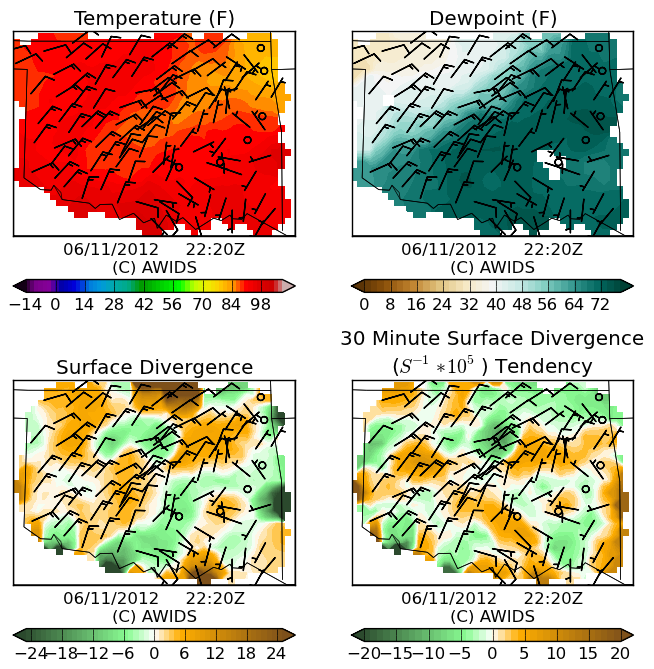 Temperature (F)
06/11/2012 22:20Z
(C) AWIDS
−14 0 14 28 42 56 70 84 98
Dewpoint (F)
06/11/2012 22:20Z
(C) AWIDS
0 8 16 24 32 40 48 56 64 72
Surface Divergence
06/11/2012 22:20Z
(C) AWIDS
−24 −18 −12 −6 0 6 12 18 24
30 Minute Surface Divergence
(S⁻¹ *10⁵ ) Tendency
06/11/2012 22:20Z
(C) AWIDS
−20 −15 −10 −5 0 5 10 15 20